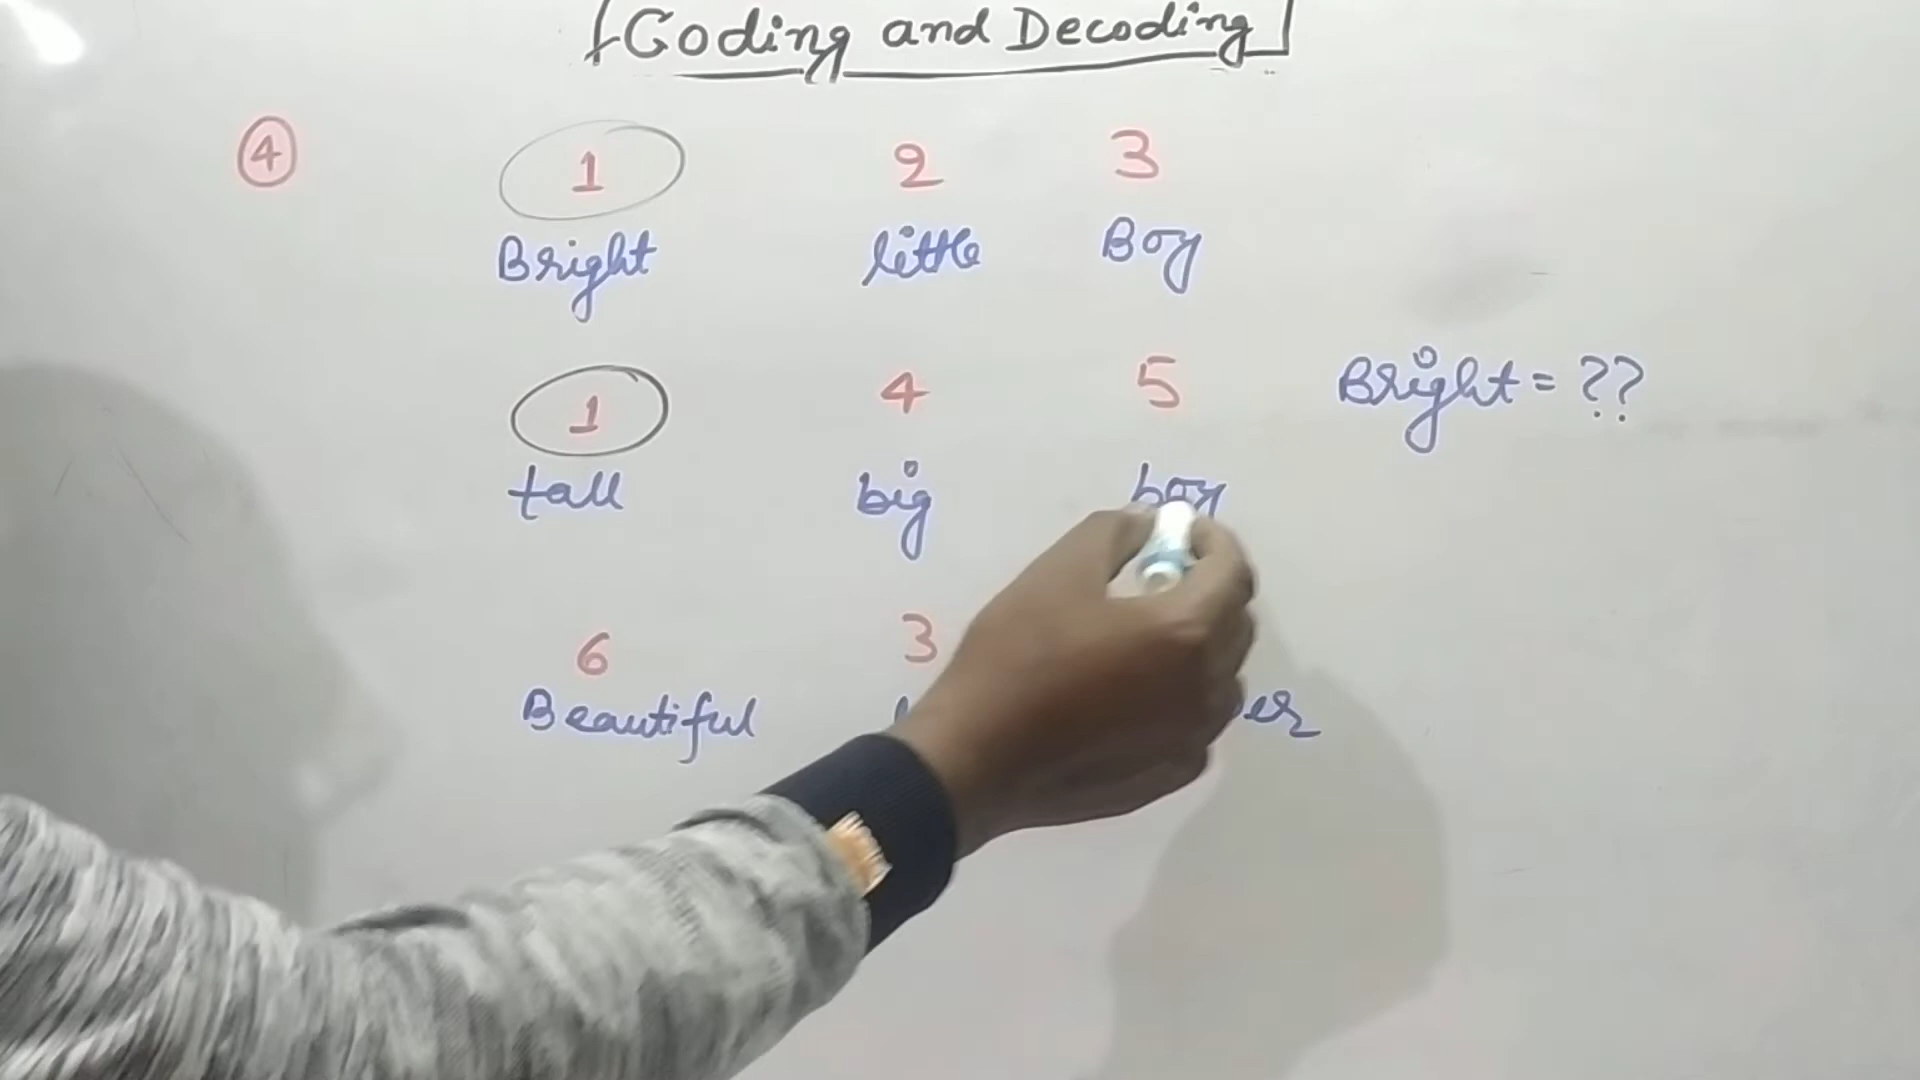 Coding and Decoding
4 1 2 3
Bright little Boy
1 4 5 Bright = ??
tall big boy
6 3
Beautiful